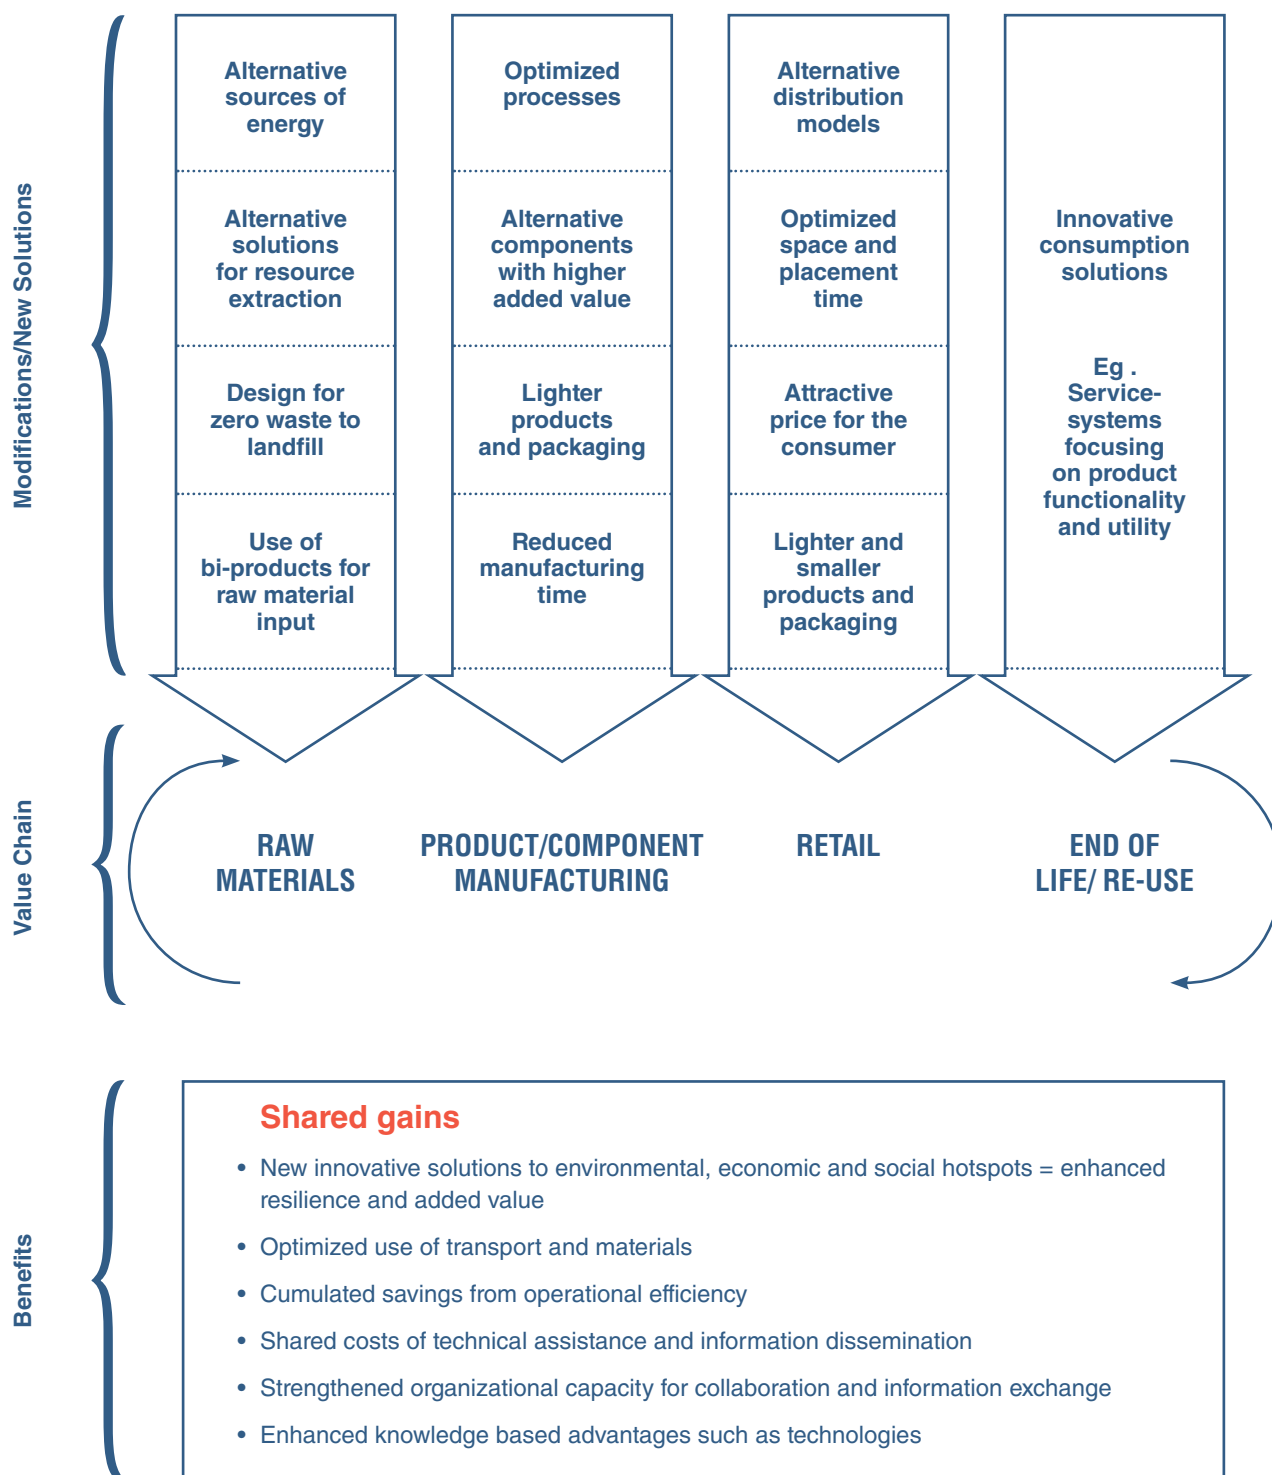 Modifications/New Solutions
Alternative
sources of
energy
Alternative
solutions
for resource
extraction
Design for
zero waste to
landfill
Use of
bi-products for
raw material
input
Optimized
processes
Alternative
components
with higher
added value
Lighter
products
and packaging
Reduced
manufacturing
time
Alternative
distribution
models
Optimized
space and
placement
time
Attractive
price for the
consumer
Lighter and
smaller
products and
packaging
Innovative
consumption
solutions
Eg .
Service-
systems
focusing
on product
functionality
and utility
Value Chain
RAW
MATERIALS
PRODUCT/COMPONENT
MANUFACTURING
RETAIL
END OF
LIFE/ RE-USE
Benefits
Shared gains
• New innovative solutions to environmental, economic and social hotspots = enhanced
resilience and added value
• Optimized use of transport and materials
• Cumulated savings from operational efficiency
• Shared costs of technical assistance and information dissemination
• Strengthened organizational capacity for collaboration and information exchange
• Enhanced knowledge based advantages such as technologies